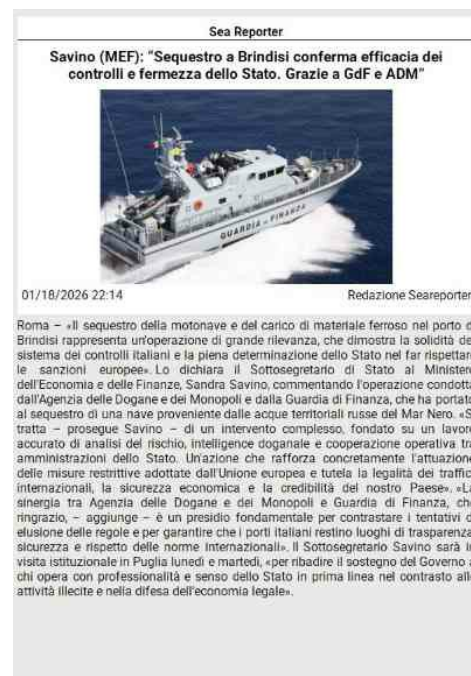 Sea Reporter
Savino (MEF): “Sequestro a Brindisi conferma efficacia dei
controlli e fermezza dello Stato. Grazie a GdF e ADM”
GUARDIA DI FINANZA
01/18/2026 22:14
Redazione Seareporter
Roma – «Il sequestro della motonave e del carico di materiale ferroso nel porto d
Brindisi rappresenta un'operazione di grande rilevanza, che dimostra la solidità de
sistema dei controlli italiani e la piena determinazione dello Stato nel far rispettare
le sanzioni europee». Lo dichiara il Sottosegretario di Stato al Ministero
dell'Economia e delle Finanze, Sandra Savino, commentando l'operazione condotta
dall'Agenzia delle Dogane e dei Monopoli e dalla Guardia di Finanza, che ha portato
al sequestro di una nave proveniente dalle acque territoriali russe del Mar Nero. «S
tratta – prosegue Savino – di un intervento complesso, fondato su un lavoro
accurato di analisi del rischio, intelligence doganale e cooperazione operativa tra
amministrazioni dello Stato. Un'azione che rafforza concretamente l'attuazione
delle misure restrittive adottate dall'Unione europea e tutela la legalità dei traffic
internazionali, la sicurezza economica e la credibilità del nostro Paese». «La
sinergia tra Agenzia delle Dogane e dei Monopoli e Guardia di Finanza, che
ringrazio, – aggiunge – è un presidio fondamentale per contrastare i tentativi d
elusione delle regole e per garantire che i porti italiani restino luoghi di trasparenza
sicurezza e rispetto delle norme internazionali». Il Sottosegretario Savino sarà in
visita istituzionale in Puglia lunedì e martedì, «per ribadire il sostegno del Governo a
chi opera con professionalità e senso dello Stato in prima linea nel contrasto alle
attività illecite e nella difesa dell'economia legale».